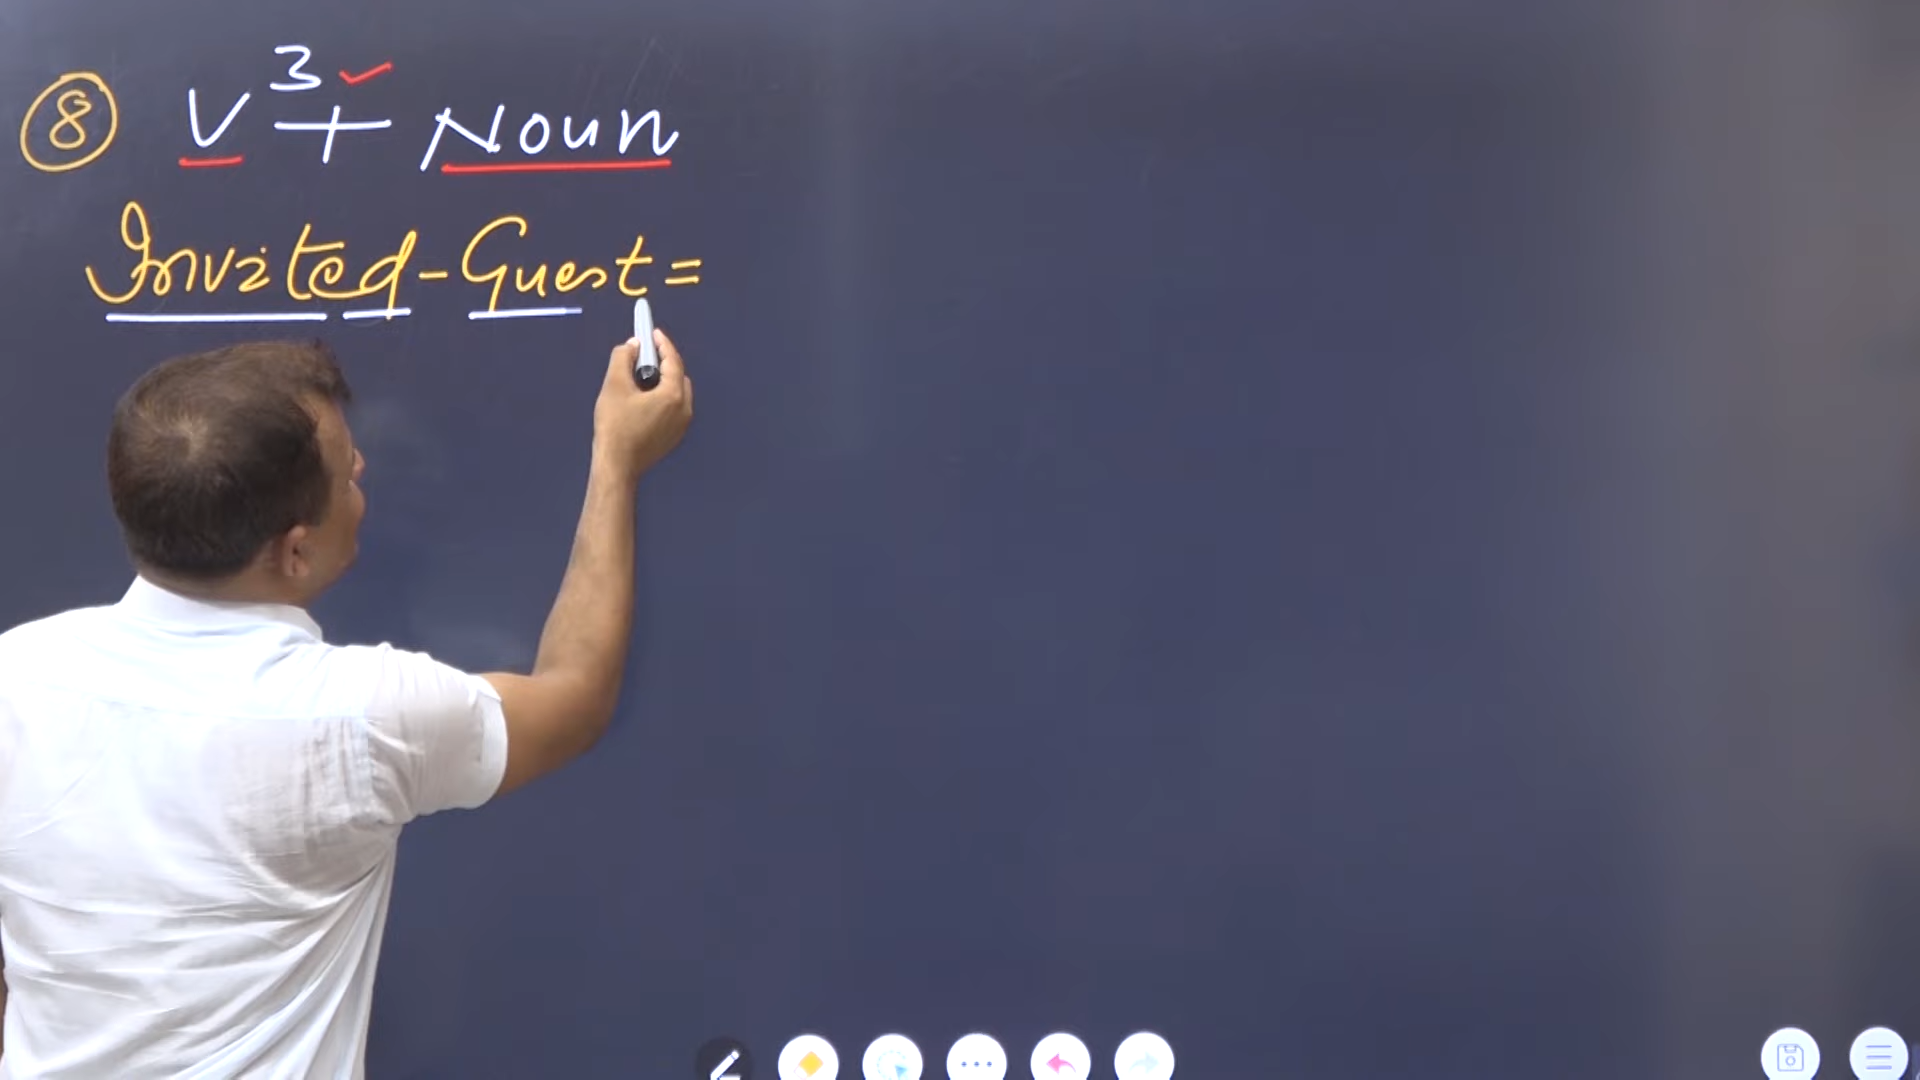 ⑧ V³ + Noun
Invited - Guest =